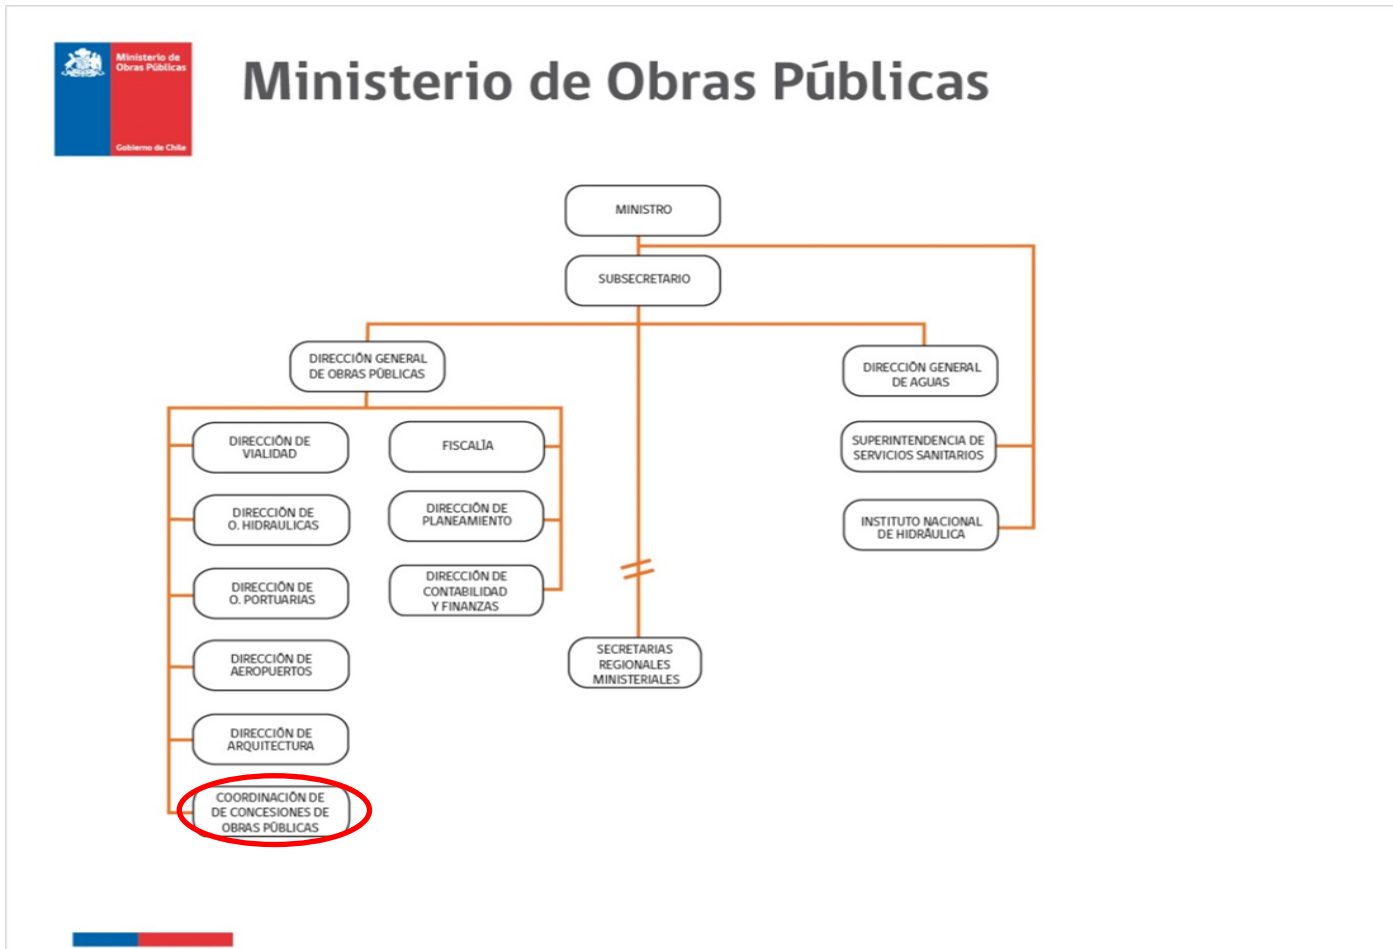 Ministerio de
Obras Públicas
Gobierno de Chile
Ministerio de Obras Públicas
MINISTRO
SUBSECRETARIO
DIRECCIÓN GENERAL
DE OBRAS PÚBLICAS
DIRECCIÓN GENERAL
DE AGUAS
DIRECCIÓN DE
VIALIDAD
FISCALÍA
SUPERINTENDENCIA DE
SERVICIOS SANITARIOS
DIRECCIÓN DE
O. HIDRAULICAS
DIRECCIÓN DE
PLANEAMIENTO
INSTITUTO NACIONAL
DE HIDRÁULICA
DIRECCIÓN DE
O. PORTUARIAS
DIRECCIÓN DE
CONTABILIDAD
Y FINANZAS
DIRECCIÓN DE
AEROPUERTOS
SECRETARIAS
REGIONALES
MINISTERIALES
DIRECCIÓN DE
ARQUITECTURA
COORDINACIÓN DE
DE CONCESIONES DE
OBRAS PÚBLICAS